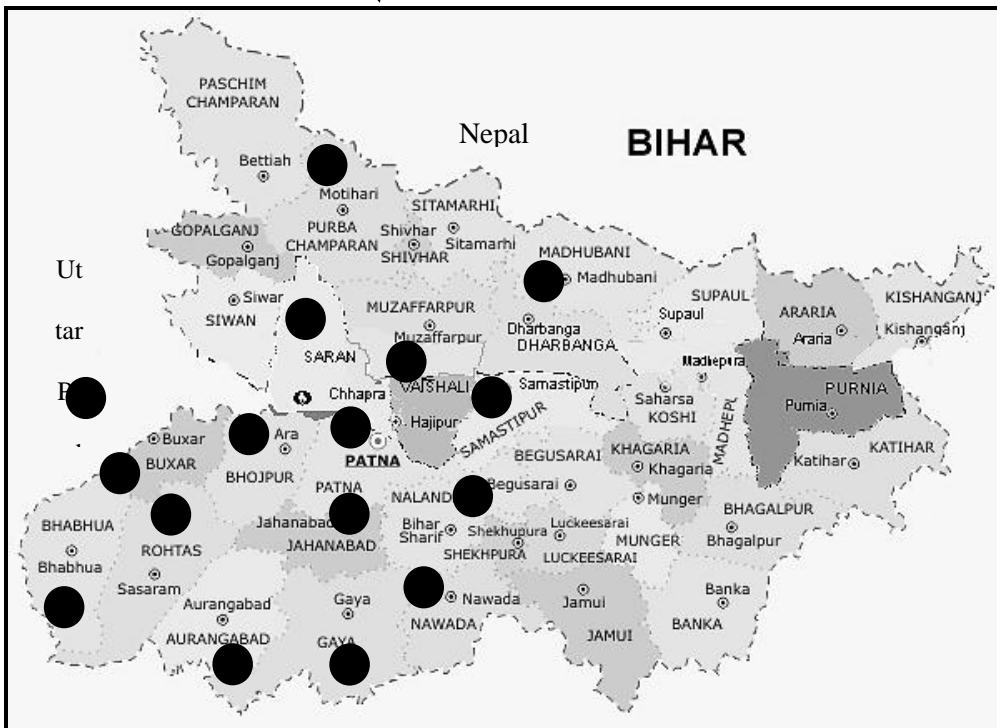 PASCHIM
CHAMPARAN
Nepal
BIHAR
Bettiah
Motihari
SITAMARHI
GOPALGANJ
PURBA
CHAMPARAN
Shivhar
SHIVHAR
Sitamarhi
Gopalganj
MADHUBANI
Madhubani
Ut
tar
Siwar
SIWAN
MUZAFFARPUR
Muzaffarpur
SUPAUL
Supaul
ARARIA
Araria
KISHANGANJ
Kishanganj
Dharbanga
DHARBANGA
SARAN
Chhapra
VAISHALI
Hajipur
Samastipur
SAMASTIPUR
Madhepura
Saharsa
KOSHI
MADHEPL
PURNIA
Purnia
Buxar
BUXAR
Ara
BHOJPUR
PATNA
PATNA
BEGUSARAI
Begusarai
KHAGARIA
Khagaria
KATIHAR
Katihar
NALAND
Bihar
Sharif
Munger
MUNGER
BHAGALPUR
Bhagalpur
BHABHUA
Bhabhua
ROHTAS
Sasaram
Jahanabad
JAHANABAD
Shekhupura
SHEKHPURA
Luckeesarai
LUCKEESARAI
Aurangabad
AURANGABAD
Gaya
GAYA
Nawada
NAWADA
Jamui
JAMUI
Banka
BANKA